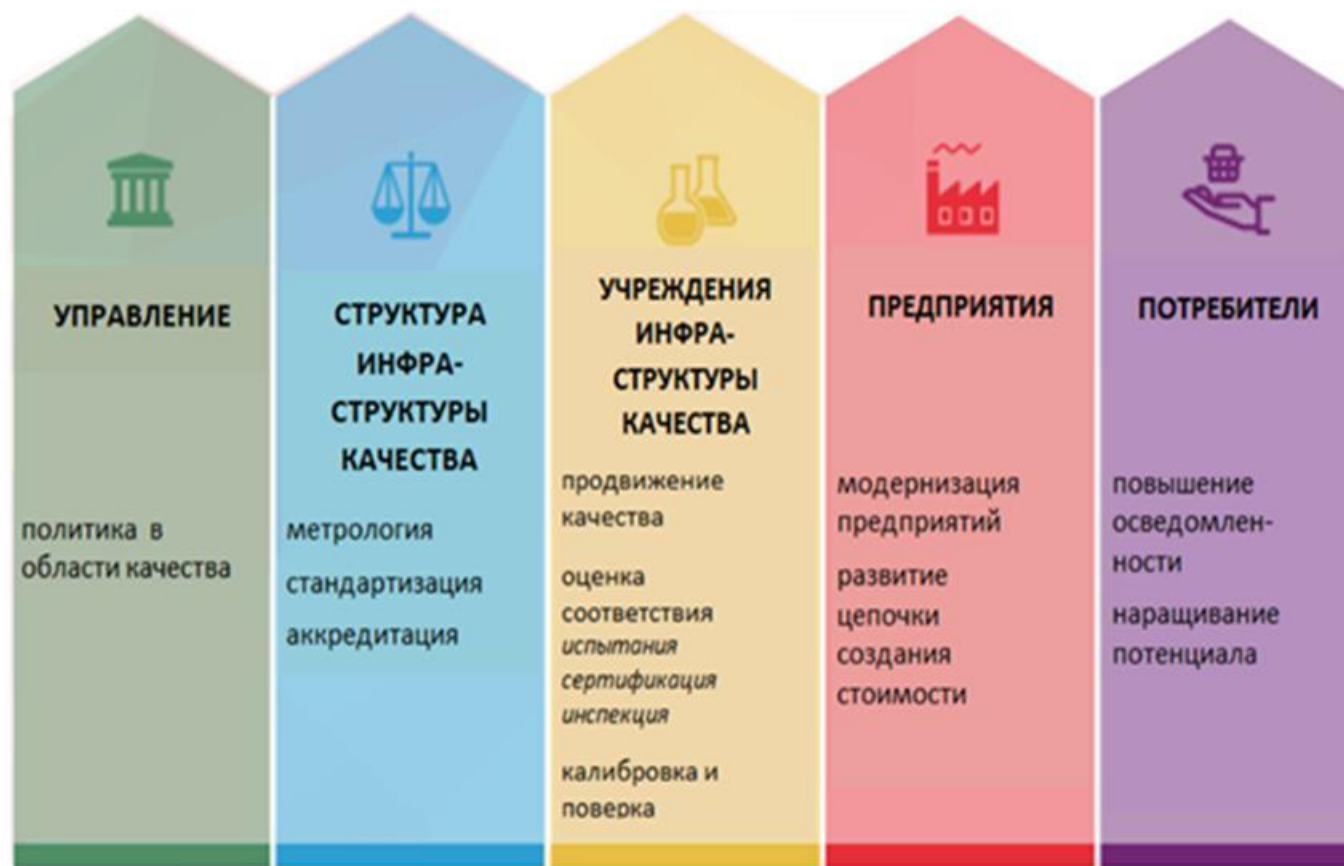 УПРАВЛЕНИЕ
политика в
области качества
СТРУКТУРА
ИНФРА-
СТРУКТУРЫ
КАЧЕСТВА
метрология
стандартизация
аккредитация
УЧРЕЖДЕНИЯ
ИНФРА-
СТРУКТУРЫ
КАЧЕСТВА
продвижение
качества
оценка
соответствия
испытания
сертификация
инспекция
калибровка и
поверка
ПРЕДПРИЯТИЯ
модернизация
предприятий
развитие
цепочки
создания
стоимости
ПОТРЕБИТЕЛИ
повышение
осведомлен-
ности
наращивание
потенциала